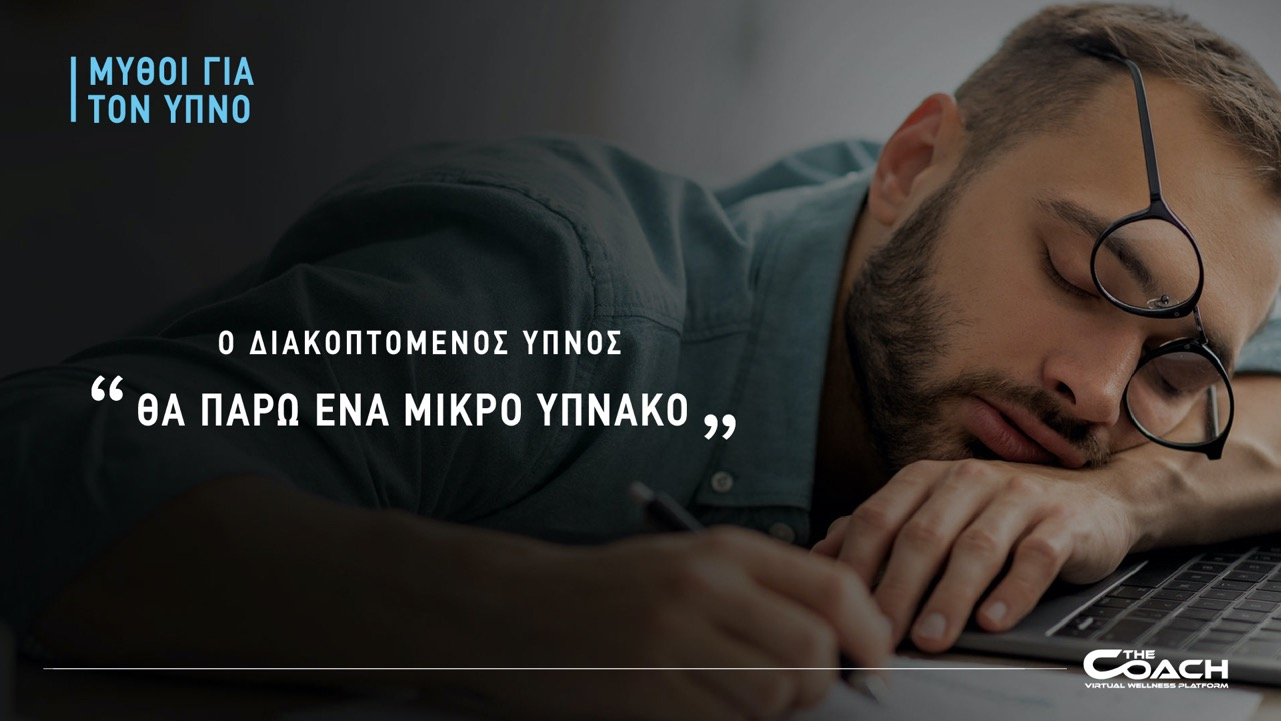 ΜΥΘΟΙ ΓΙΑ
ΤΟΝ ΥΠΝΟ
Ο ΔΙΑΚΟΠΤΟΜΕΝΟΣ ΥΠΝΟΣ
“ ΘΑ ΠΑΡΩ ΕΝΑ ΜΙΚΡΟ ΥΠΝΑΚΟ ”
THE
COACH
VIRTUAL WELLNESS PLATFORM